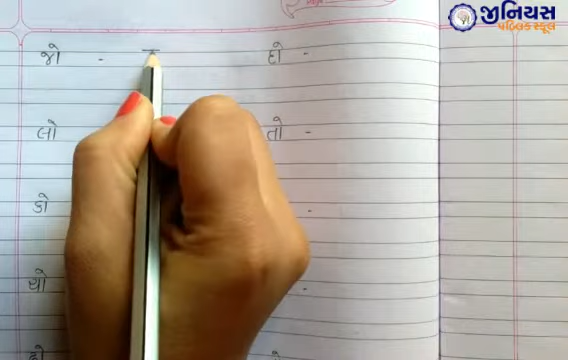 જીનિયસ
પબ્લિક સ્કૂલ
જો - દો -
લો તો -
કો -
યો -